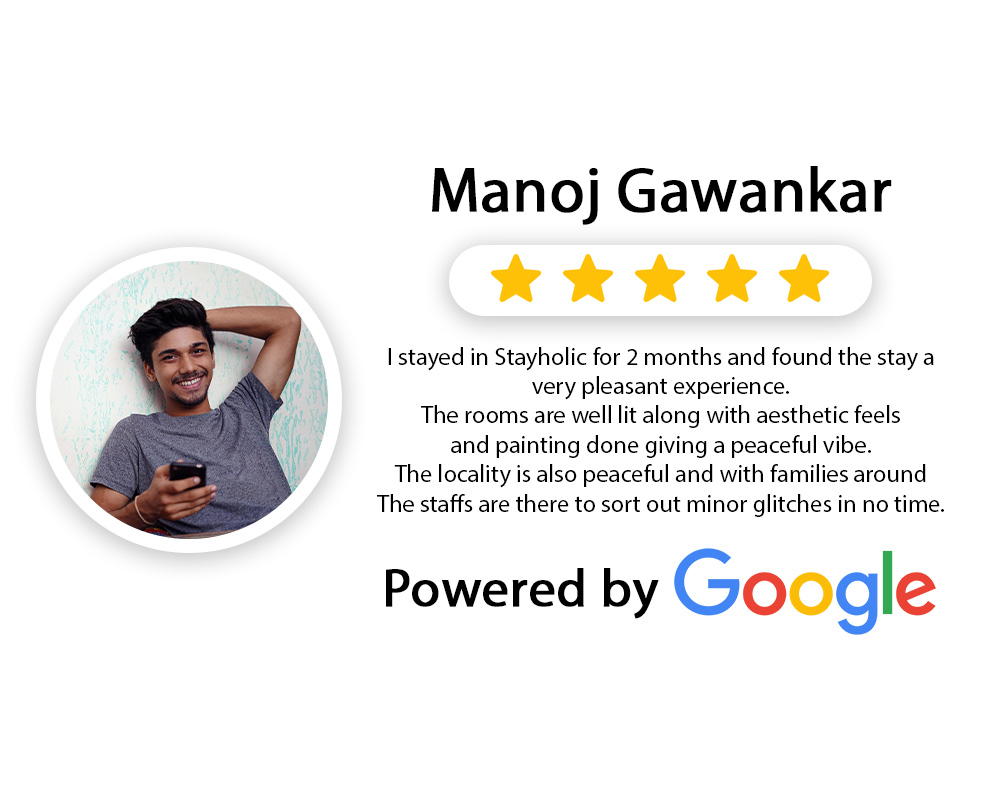 Manoj Gawankar
I stayed in Stayholic for 2 months and found the stay a
very pleasant experience.
The rooms are well lit along with aesthetic feels
and painting done giving a peaceful vibe.
The locality is also peaceful and with families around
The staffs are there to sort out minor glitches in no time.
Powered by Google